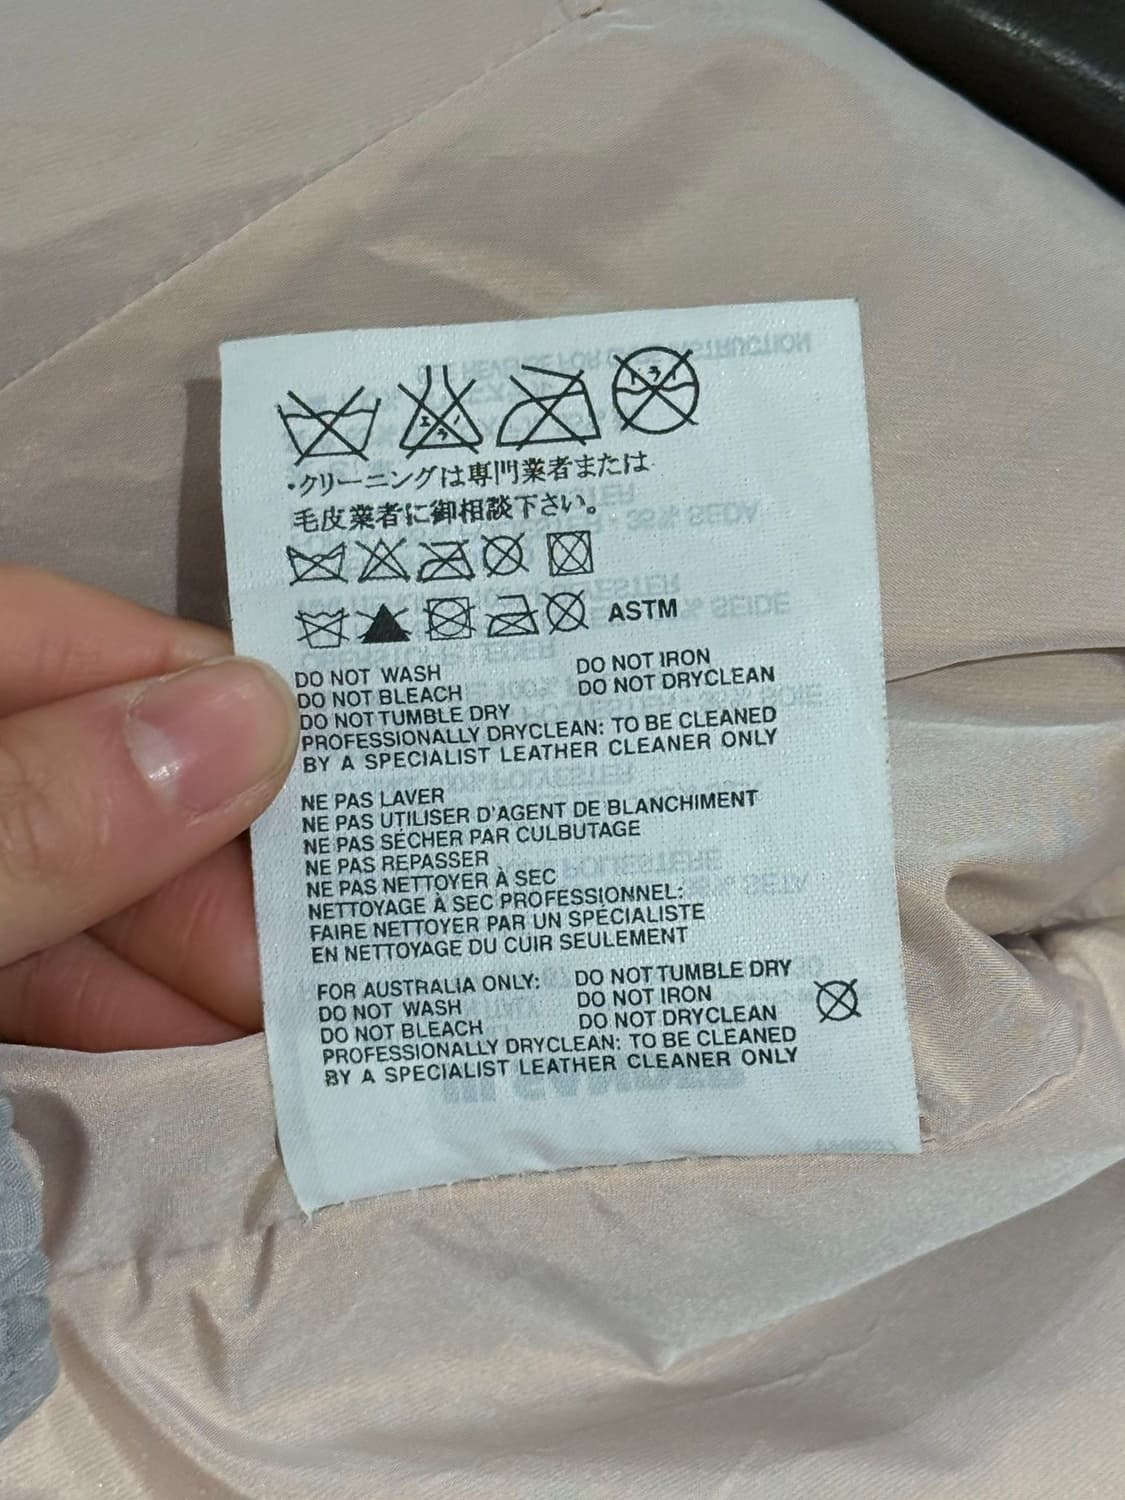 ・クリーニングは専門業者または
毛皮業者に御相談下さい。
ASTM
DO NOT WASH
DO NOT BLEACH
DO NOT TUMBLE DRY
DO NOT IRON
DO NOT DRYCLEAN
PROFESSIONALLY DRYCLEAN: TO BE CLEANED
BY A SPECIALIST LEATHER CLEANER ONLY
NE PAS LAVER
NE PAS UTILISER D'AGENT DE BLANCHIMENT
NE PAS SÉCHER PAR CULBUTAGE
NE PAS REPASSER
NE PAS NETTOYER À SEC
NETTOYAGE À SEC PROFESSIONNEL:
FAIRE NETTOYER PAR UN SPÉCIALISTE
EN NETTOYAGE DU CUIR SEULEMENT
FOR AUSTRALIA ONLY:
DO NOT WASH
DO NOT BLEACH
DO NOT TUMBLE DRY
DO NOT IRON
DO NOT DRYCLEAN
PROFESSIONALLY DRYCLEAN: TO BE CLEANED
BY A SPECIALIST LEATHER CLEANER ONLY